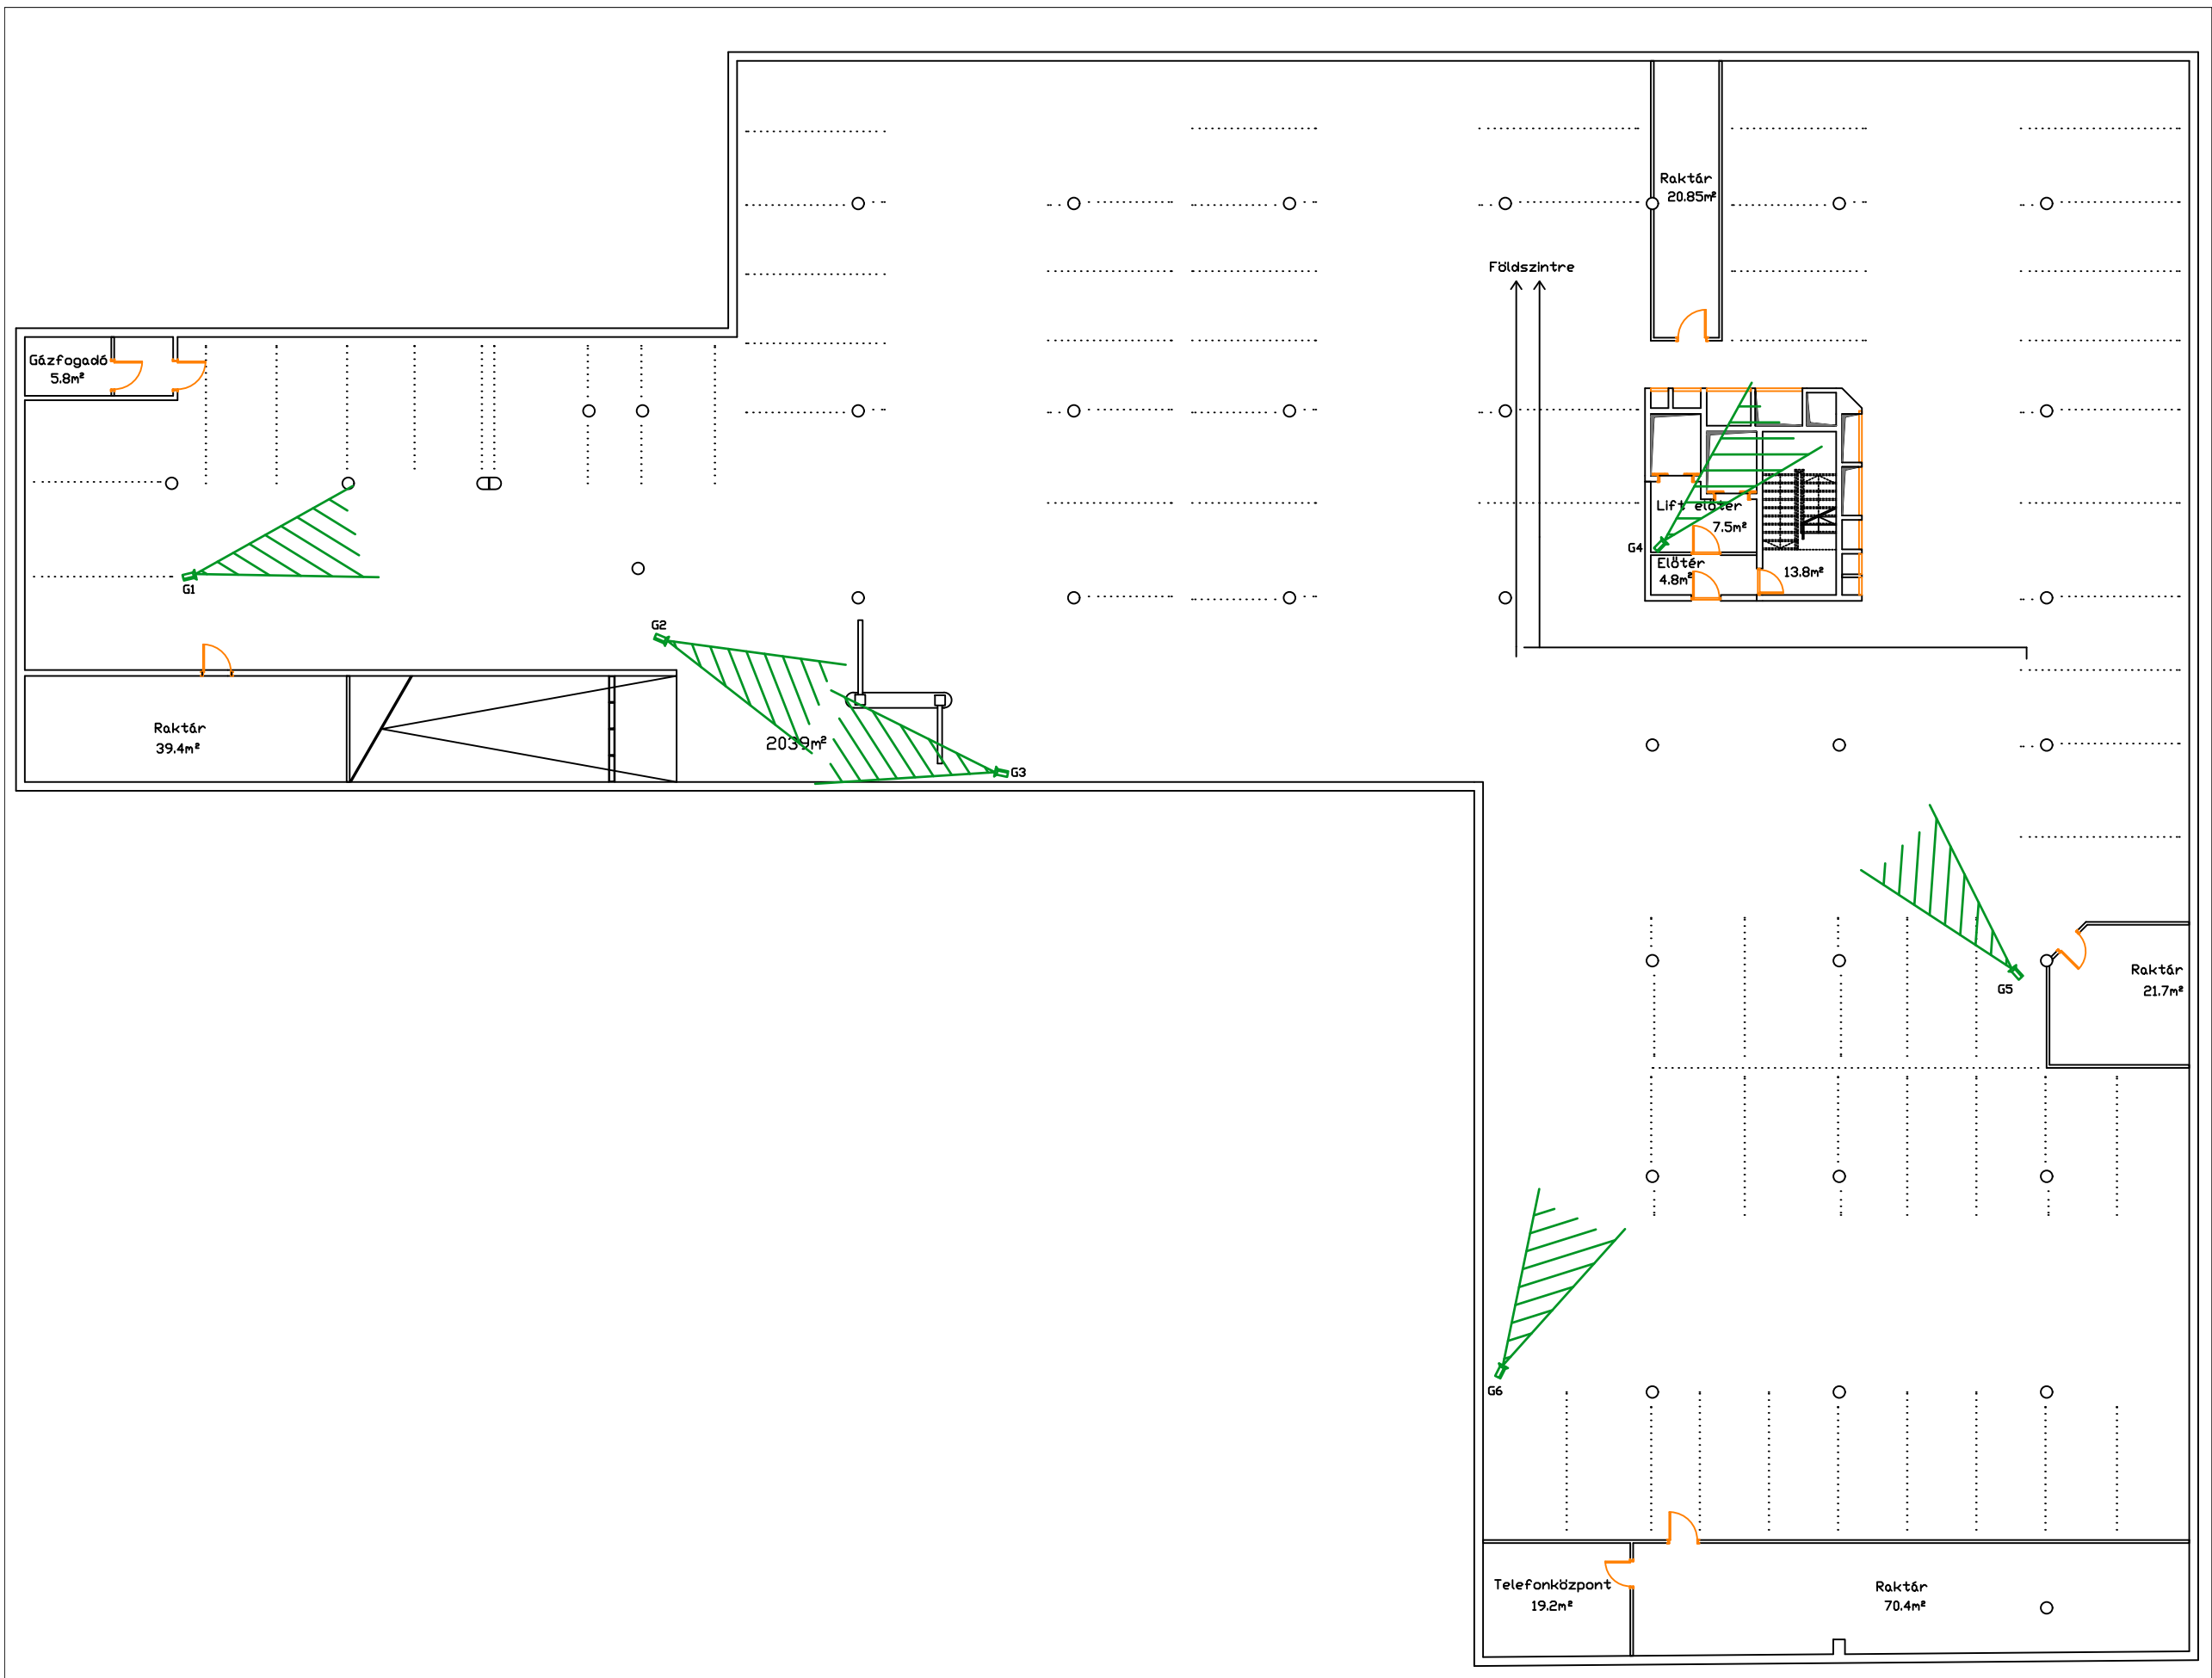 Raktár
20.85m²
Földszintre
Gázfogadó
5.8m²
Lift előtér
7.5m²
G4
Előtér
4.8m²
13.8m²
G1
G2
Raktár
39.4m²
2039m²
G3
Raktár
21.7m²
G5
G6
Telefonközpont
19.2m²
Raktár
70.4m²